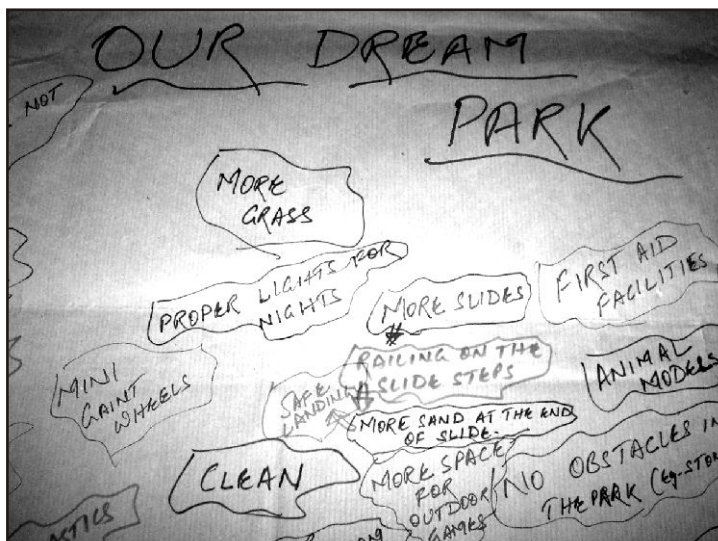 OUR DREAM
PARK
NOT
MORE
GRASS
PROPER LIGHTS FOR
NIGHTS
MORE SLIDES
FIRST AID
FACILITIES
MINI
GAINT
WHEELS
SAFE
LANDING
RAILING ON THE
SLIDE STEPS
ANIMAL
MODELS
MORE SAND AT THE END
OF SLIDE.
CLEAN
MORE SPACE
FOR
OUTDOOR
GAMES
NO OBSTACLES IN
THE PARK (Eg-STON